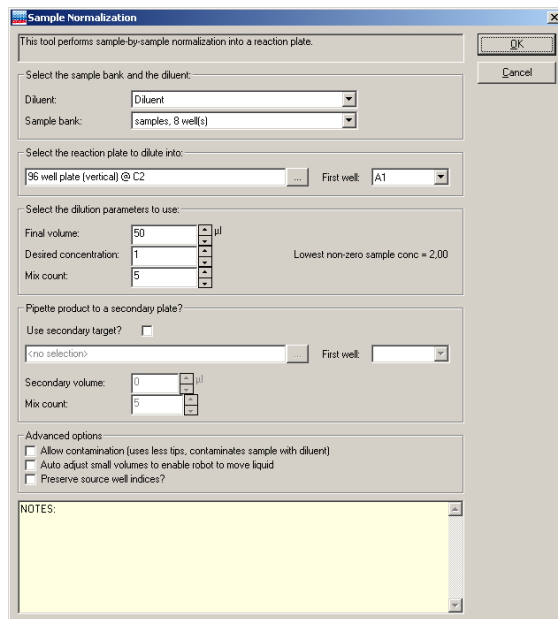 Sample Normalization
This tool performs sample-by-sample normalization into a reaction plate.
OK
Cancel
Select the sample bank and the diluent:
Diluent: Diluent
Sample bank: samples, 8 well(s)
Select the reaction plate to dilute into:
96 well plate (vertical) @ C2 ... First well: A1
Select the dilution parameters to use:
Final volume: 50 µl
Desired concentration: 1 Lowest non-zero sample conc = 2,00
Mix count: 5
Pipette product to a secondary plate?
Use secondary target?
<no selection> ... First well:
Secondary volume: 0 µl
Mix count: 5
Advanced options
Allow contamination (uses less tips, contaminates sample with diluent)
Auto adjust small volumes to enable robot to move liquid
Preserve source well indices?
NOTES: